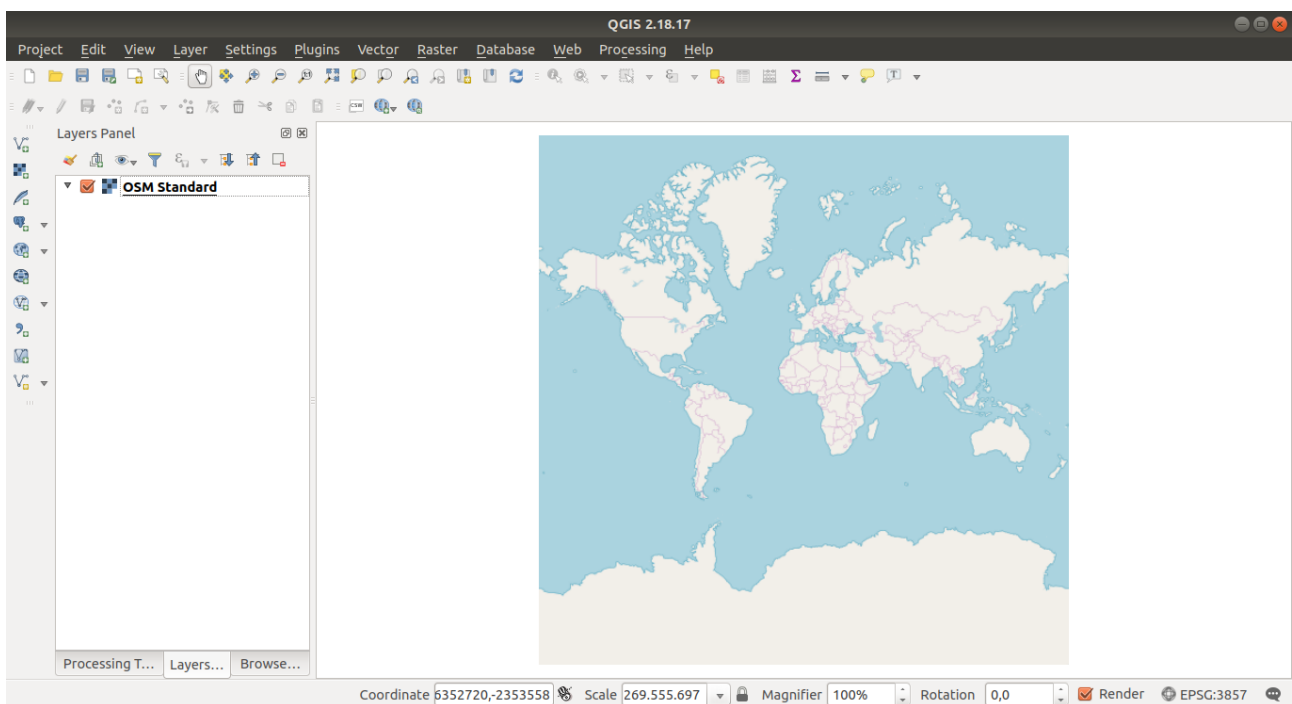 QGIS 2.18.17
Project Edit View Layer Settings Plugins Vector Raster Database Web Processing Help
CSW
Layers Panel
OSM Standard
Processing T... Layers... Browse...
Coordinate 6352720,-2353558 Scale 269.555.697 Magnifier 100% Rotation 0,0 Render EPSG:3857